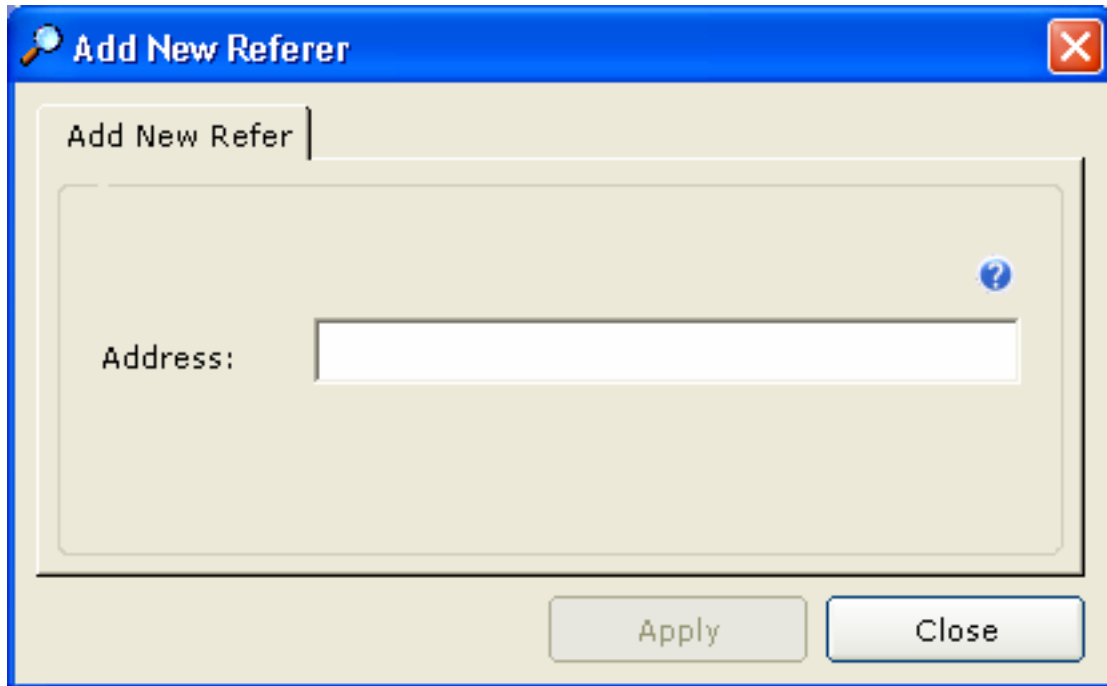 Add New Referer
Add New Refer
Address:
Apply
Close